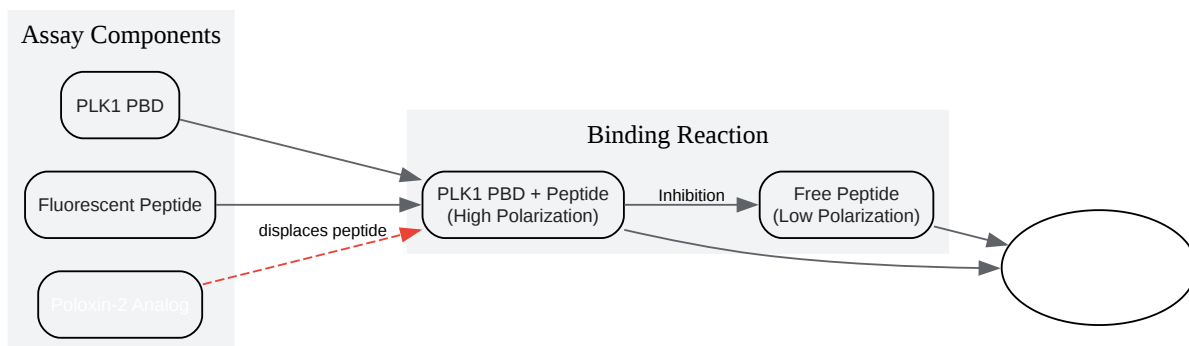 Assay Components
PLK1 PBD
Fluorescent Peptide
Poloxin-2 Analog
displaces peptide
Binding Reaction
PLK1 PBD + Peptide
(High Polarization)
Inhibition
Free Peptide
(Low Polarization)